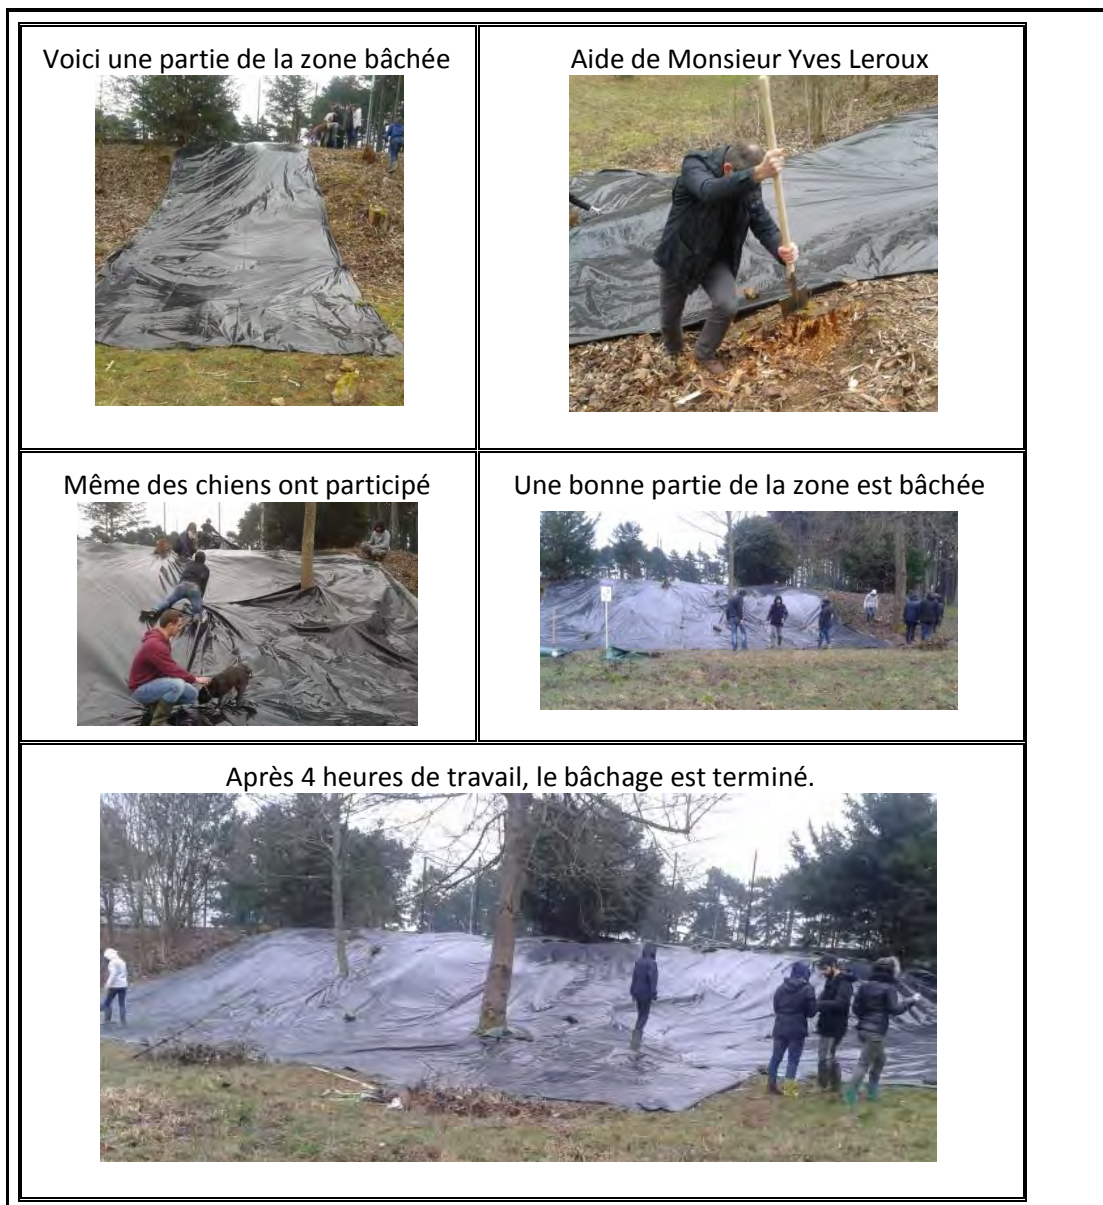 Voici une partie de la zone bâchée
Aide de Monsieur Yves Leroux
Même des chiens ont participé
Une bonne partie de la zone est bâchée
Après 4 heures de travail, le bâchage est terminé.